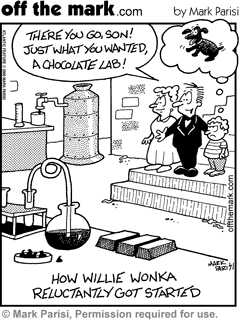 off the mark.com
by Mark Parisi
THERE YOU GO, SON!
JUST WHAT YOU WANTED,
A CHOCOLATE LAB!
offthemark.com
MARK
PARISI
HOW WILLIE WONKA
RELUCTANTLY GOT STARTED
© Mark Parisi, Permission required for use.